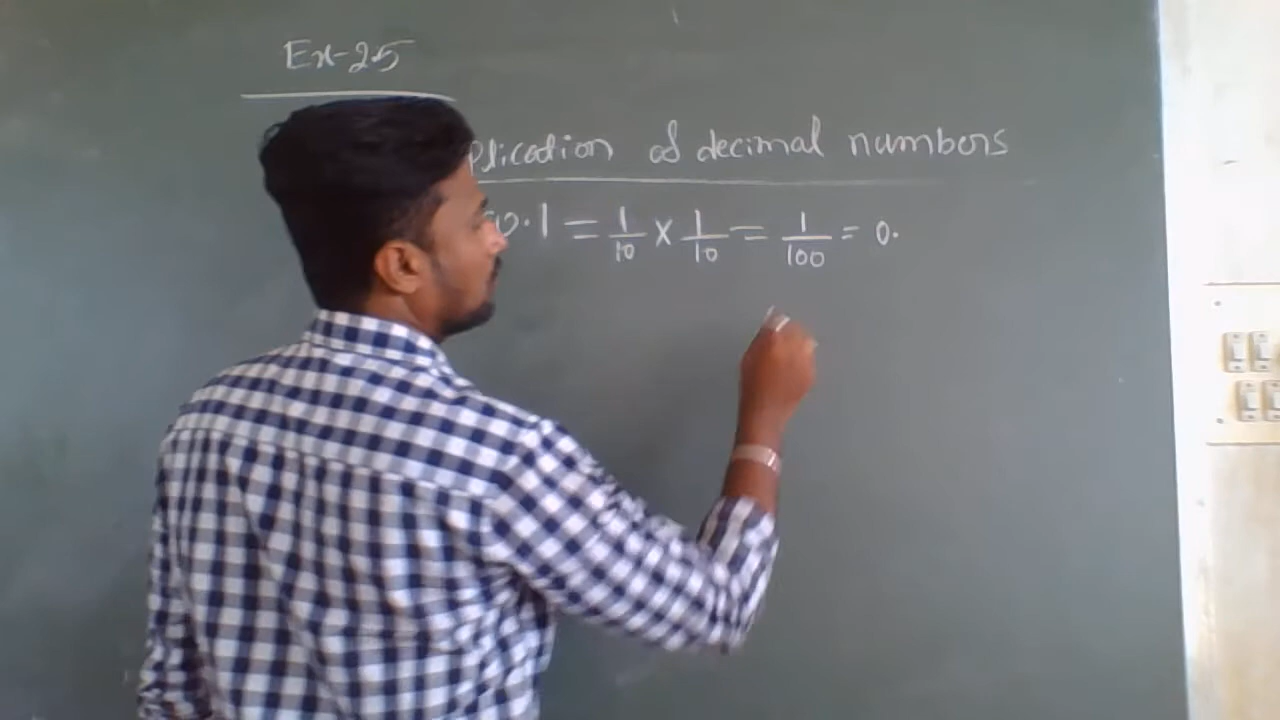 Ex-2.5
plication of decimal numbers
0.1 = 1/10 x 1/10 = 1/100 = 0.